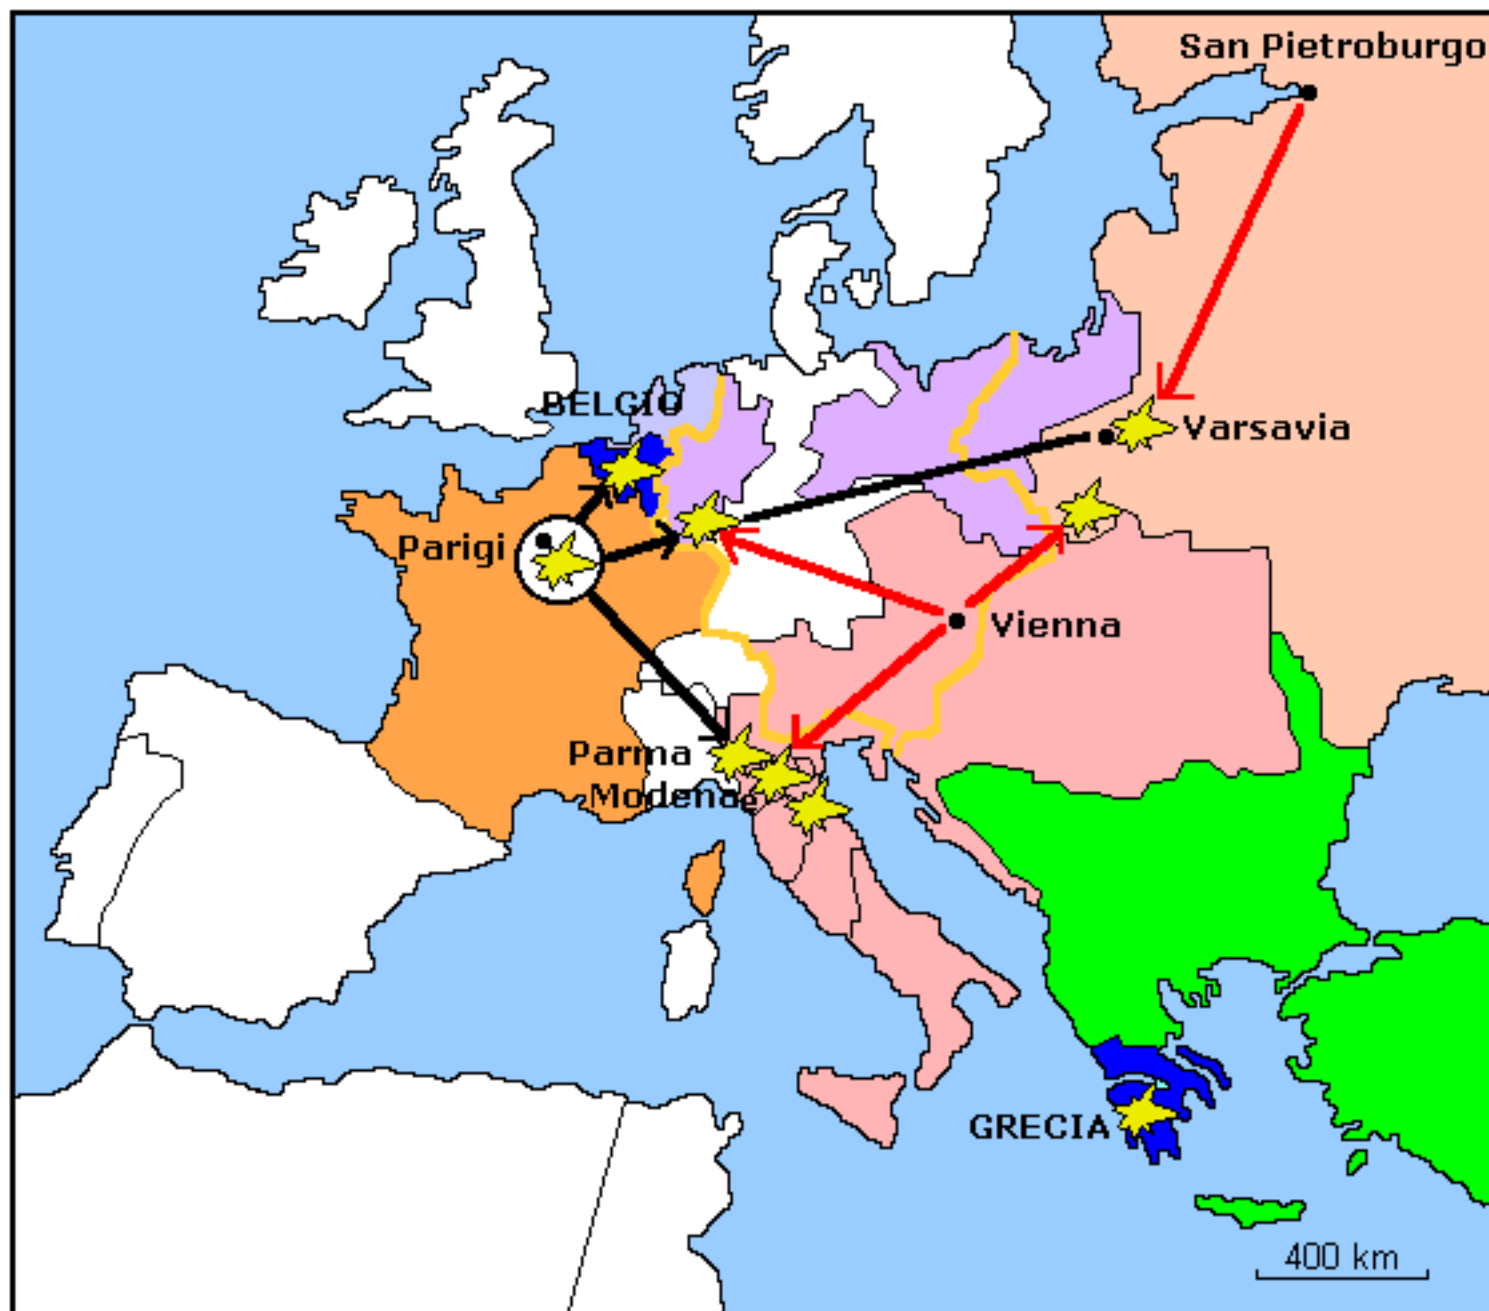 San Pietroburgo
BELGIO
Varsavia
Parigi
Vienna
Parma
Modena
GRECIA
400 km